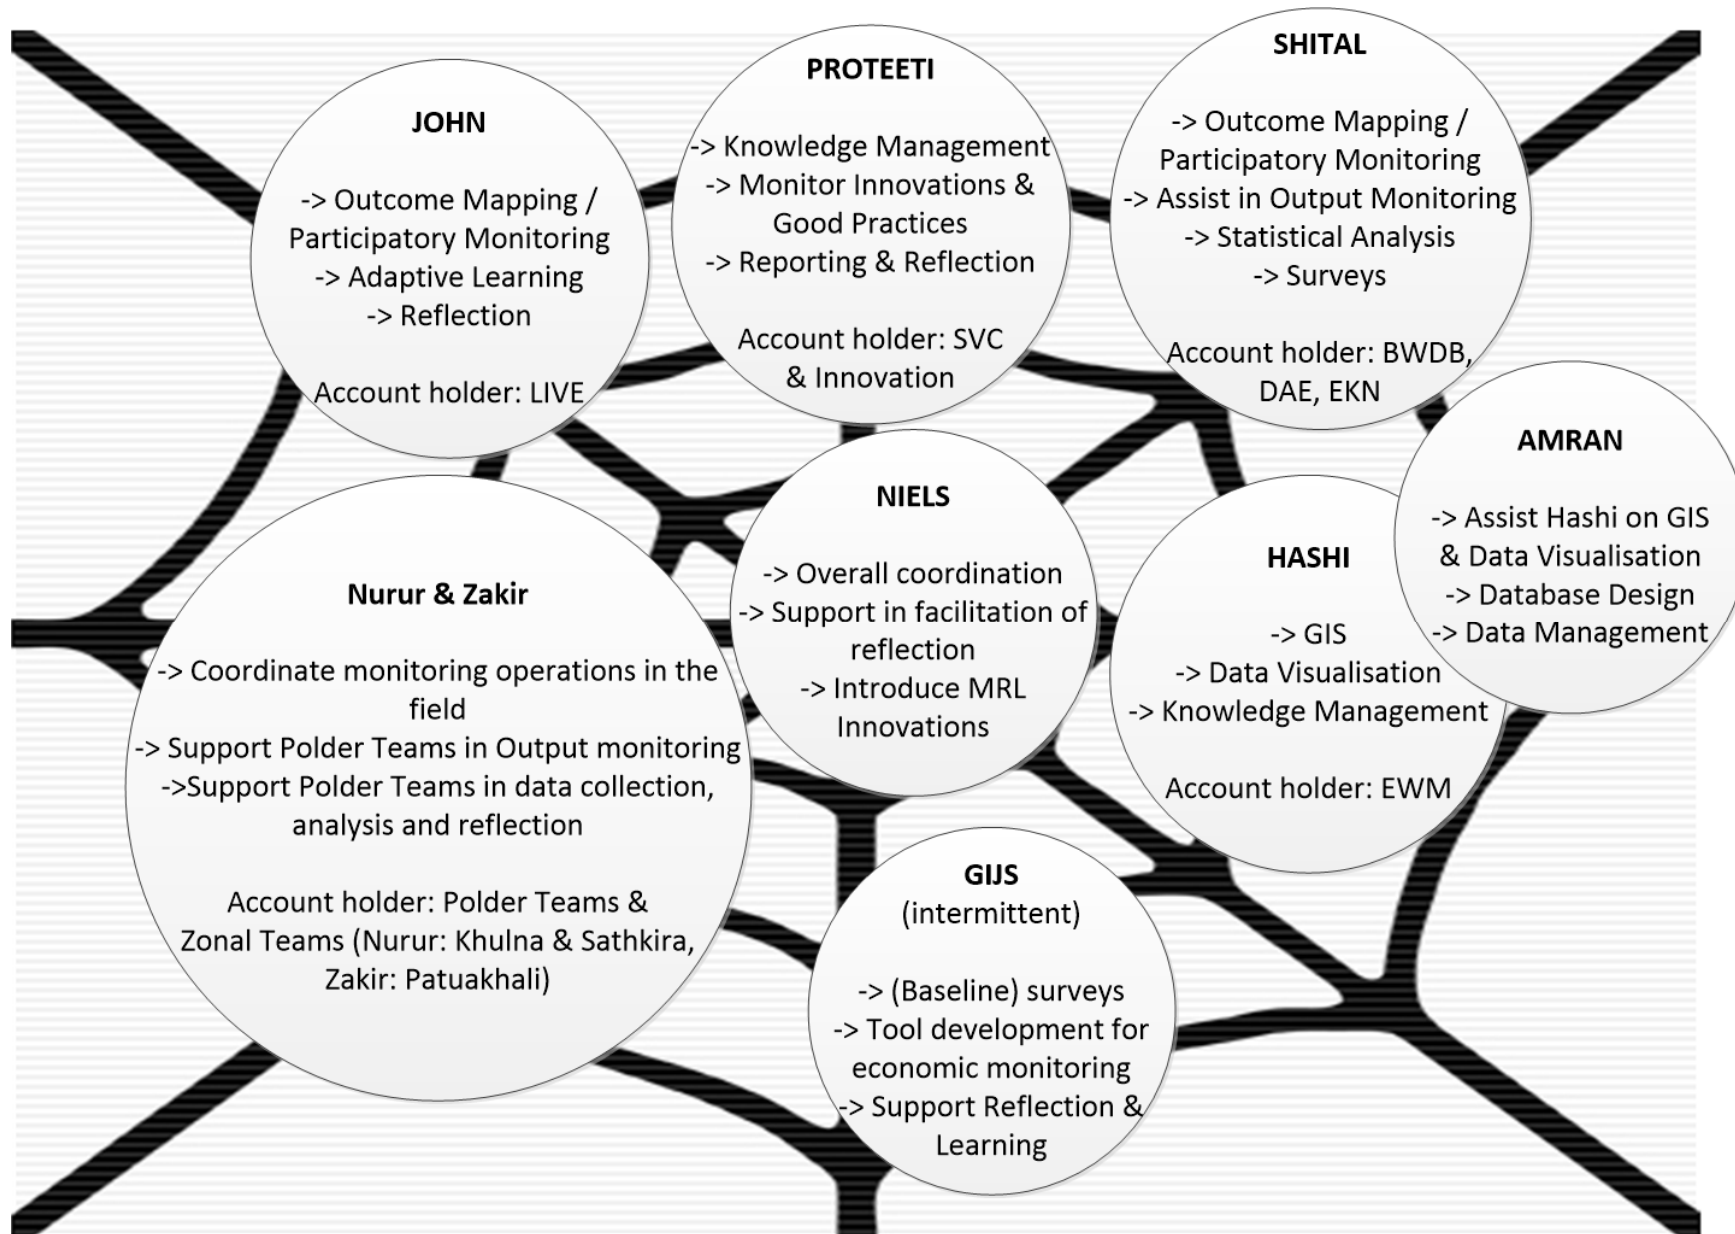 JOHN
-> Outcome Mapping /
Participatory Monitoring
-> Adaptive Learning
-> Reflection
Account holder: LIVE
PROTEETI
-> Knowledge Management
-> Monitor Innovations &
Good Practices
-> Reporting & Reflection
Account holder: SVC
& Innovation
SHITAL
-> Outcome Mapping /
Participatory Monitoring
-> Assist in Output Monitoring
-> Statistical Analysis
-> Surveys
Account holder: BWDB,
DAE, EKN
AMRAN
-> Assist Hashi on GIS
& Data Visualisation
-> Database Design
-> Data Management
NIELS
-> Overall coordination
-> Support in facilitation of
reflection
-> Introduce MRL
Innovations
HASHI
-> GIS
-> Data Visualisation
-> Knowledge Management
Account holder: EWM
Nurur & Zakir
-> Coordinate monitoring operations in the
field
-> Support Polder Teams in Output monitoring
->Support Polder Teams in data collection,
analysis and reflection
Account holder: Polder Teams &
Zonal Teams (Nurur: Khulna & Sathkira,
Zakir: Patuakhali)
GIJS
(intermittent)
-> (Baseline) surveys
-> Tool development for
economic monitoring
-> Support Reflection &
Learning